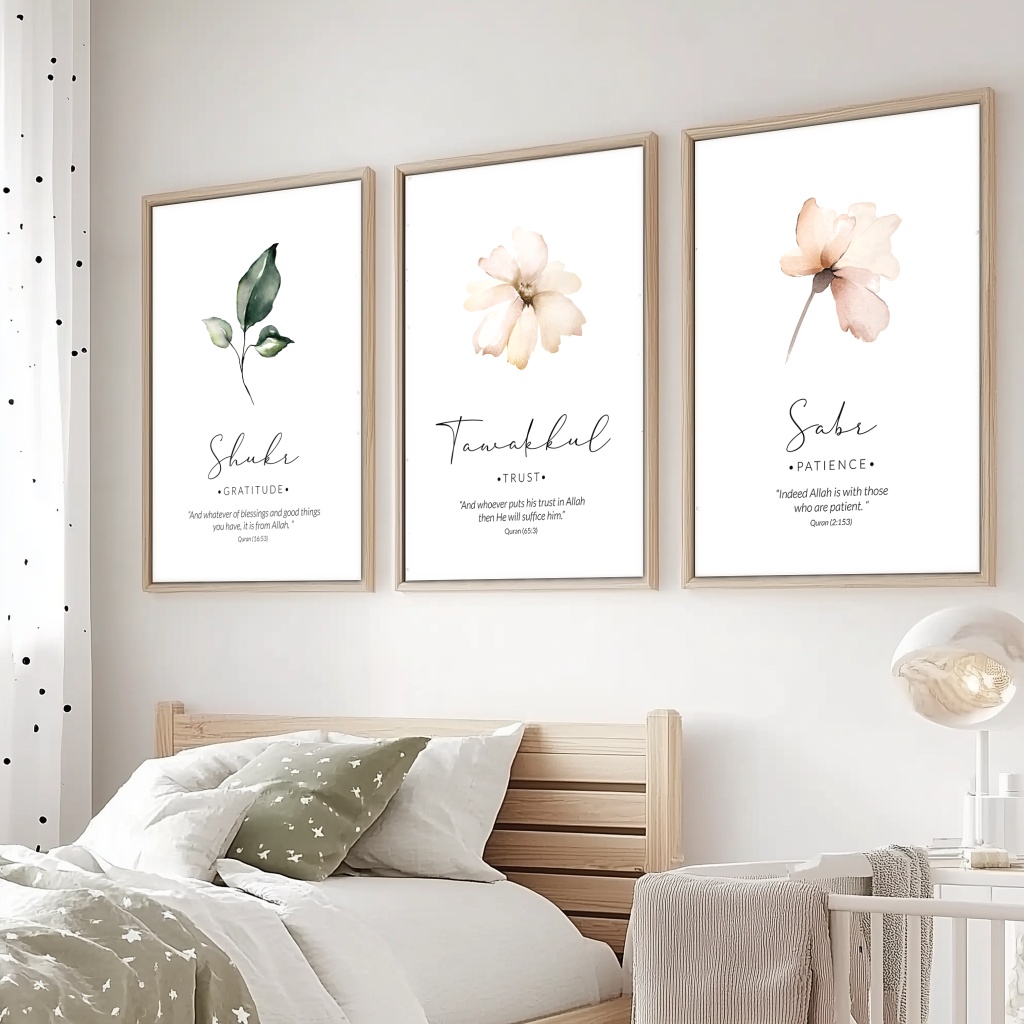 Shukr
•GRATITUDE•
"And whatever of blessings and good things
you have, it is from Allah. "
Quran (16:53)
Tawakkul
•TRUST•
"And whoever puts his trust in Allah
then He will suffice him."
Quran (65:3)
Sabr
•PATIENCE•
"Indeed Allah is with those
who are patient. "
Quran (2:153)